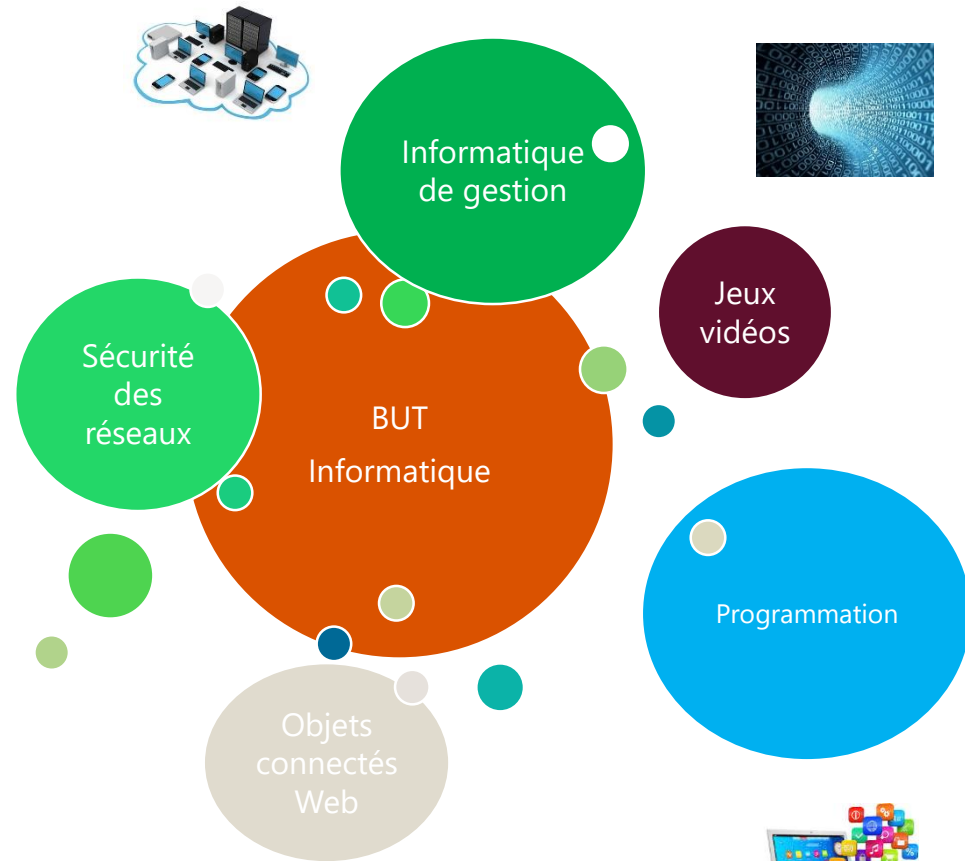 Informatique
de gestion
Jeux
vidéos
Sécurité
des
réseaux
BUT
Informatique
Programmation
Objets
connectés
Web